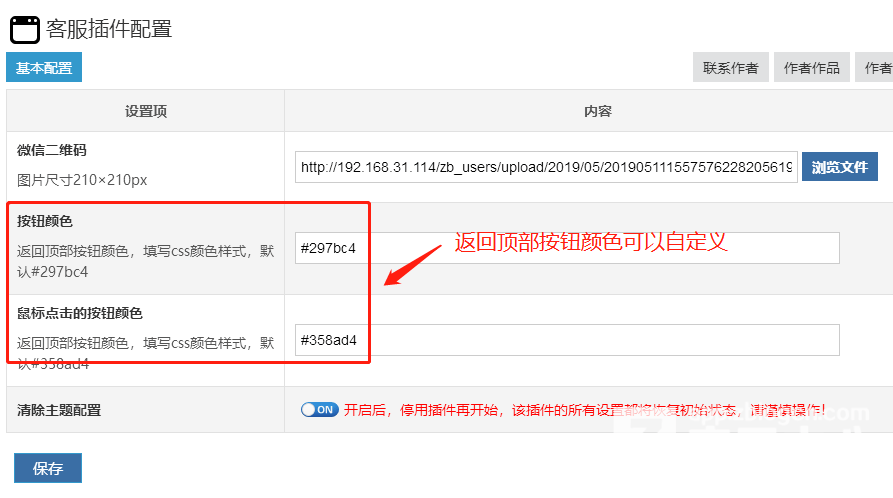 客服插件配置
基本配置
联系作者
作者作品
作者
设置项
内容
微信二维码
图片尺寸210×210px
http://192.168.31.114/zb_users/upload/2019/05/201905111557576228205619
浏览文件
按钮颜色
返回顶部按钮颜色，填写css颜色样式，默
认#297bc4
#297bc4
返回顶部按钮颜色可以自定义
鼠标点击的按钮颜色
返回顶部按钮颜色，填写css颜色样式，默
认#358ad4
#358ad4
清除主题配置
ON
开启后，停用插件再开始，该插件的所有设置都将恢复初始状态，请谨慎操作！
保存